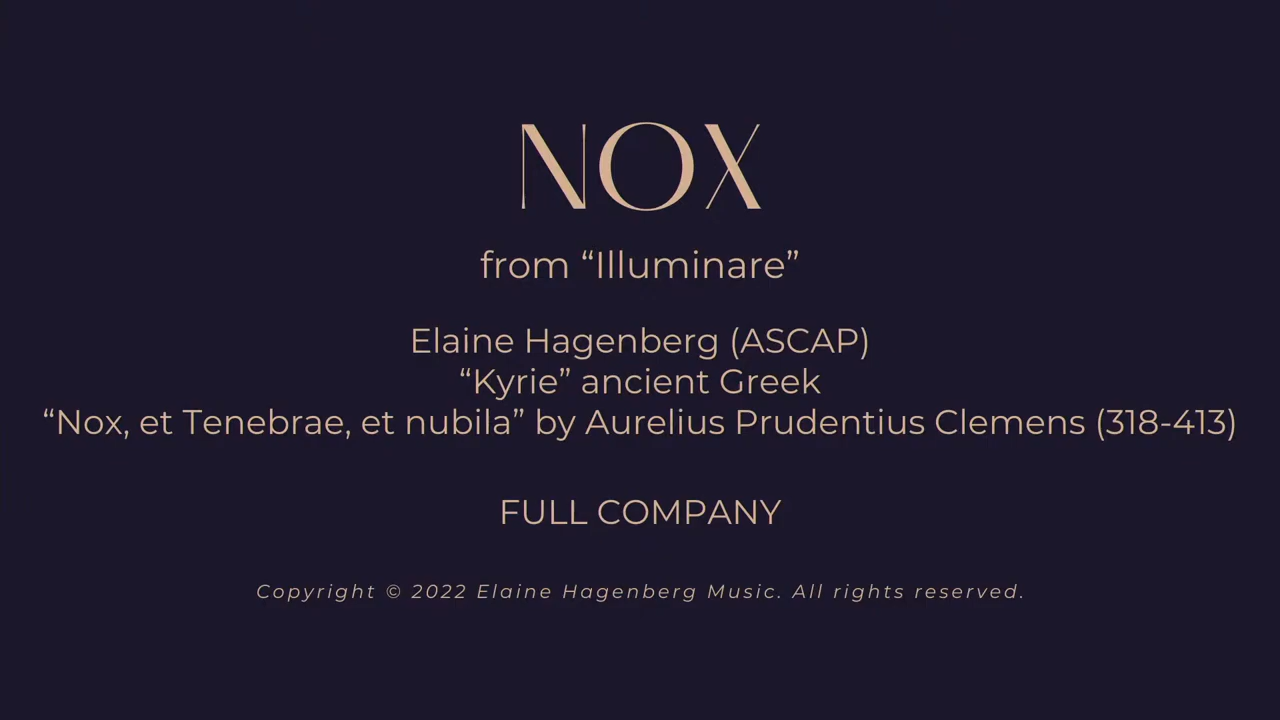 NOX
from “Illuminare”
Elaine Hagenberg (ASCAP)
“Kyrie” ancient Greek
“Nox, et Tenebrae, et nubila” by Aurelius Prudentius Clemens (318-413)
FULL COMPANY
Copyright © 2022 Elaine Hagenberg Music. All rights reserved.